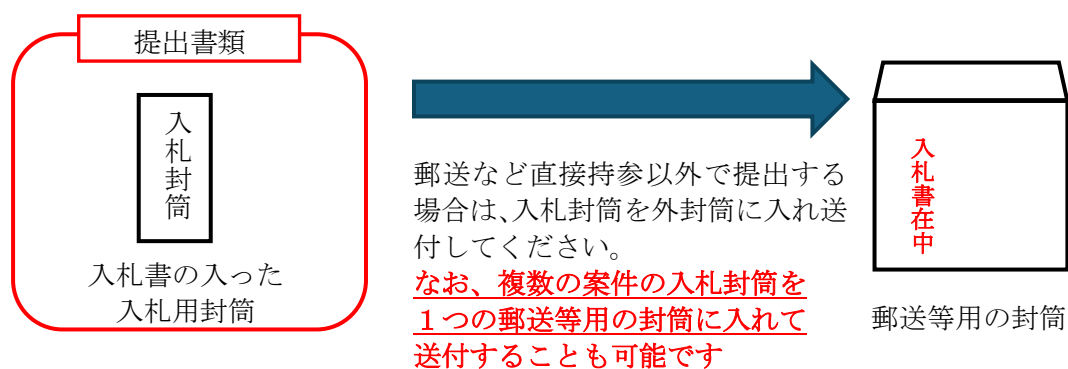 提出書類
入札封筒
入札書の入った
入札用封筒
郵送など直接持参以外で提出する
場合は、入札封筒を外封筒に入れ送
付してください。
なお、複数の案件の入札封筒を
１つの郵送等用の封筒に入れて
送付することも可能です
入札書在中
郵送等用の封筒